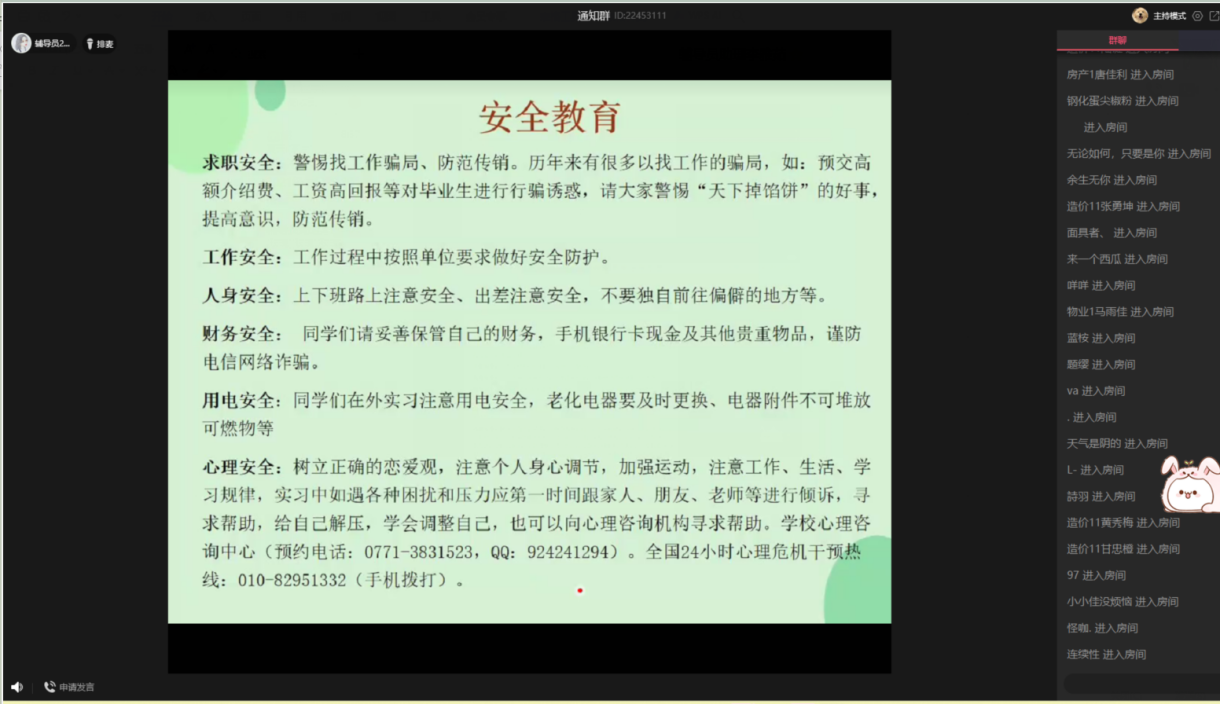 通知群 ID:22453111
主持模式
辅导员2...
排麦
群聊
安全教育
求职安全：警惕找工作骗局、防范传销。历年来有很多以找工作的骗局，如：预交高
额介绍费、工资高回报等对毕业生进行行骗诱惑，请大家警惕“天下掉馅饼”的好事，
提高意识，防范传销。
工作安全：工作过程中按照单位要求做好安全防护。
人身安全：上下班路上注意安全、出差注意安全，不要独自前往偏僻的地方等。
财务安全： 同学们请妥善保管自己的财务，手机银行卡现金及其他贵重物品，谨防
电信网络诈骗。
用电安全：同学们在外实习注意用电安全，老化电器要及时更换、电器附件不可堆放
可燃物等
心理安全：树立正确的恋爱观，注意个人身心调节，加强运动，注意工作、生活、学
习规律，实习中如遇各种困扰和压力应第一时间跟家人、朋友、老师等进行倾诉，寻
求帮助，给自己解压，学会调整自己，也可以向心理咨询机构寻求帮助。学校心理咨
询中心（预约电话：0771-3831523，QQ：924241294）。全国24小时心理危机干预热
线：010-82951332（手机拨打）。
房产1唐佳利 进入房间
钢化蛋尖椒粉 进入房间
进入房间
无论如何，只要是你 进入房间
余生无你 进入房间
造价11张勇坤 进入房间
面具者、 进入房间
来一个西瓜 进入房间
咩咩 进入房间
物业1马雨佳 进入房间
蓝桉 进入房间
题缨 进入房间
va 进入房间
. 进入房间
天气是阴的 进入房间
L- 进入房间
詩羽 进入房间
造价11黄秀梅 进入房间
造价11甘忠橙 进入房间
97 进入房间
小小佳没烦恼 进入房间
怪咖. 进入房间
连续性 进入房间
申请发言